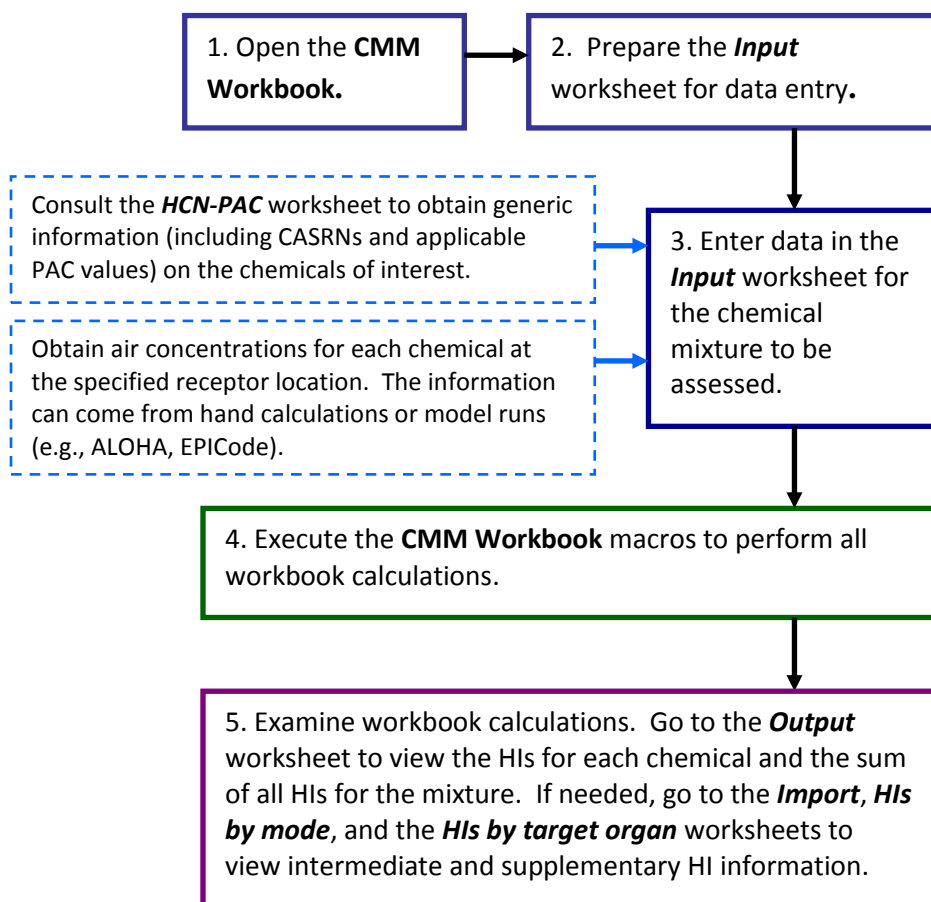 1. Open the CMM
Workbook.
2. Prepare the Input
worksheet for data entry.
Consult the HCN-PAC worksheet to obtain generic
information (including CASRNs and applicable
PAC values) on the chemicals of interest.
Obtain air concentrations for each chemical at
the specified receptor location. The information
can come from hand calculations or model runs
(e.g., ALOHA, EPICode).
3. Enter data in the
Input worksheet for
the chemical
mixture to be
assessed.
4. Execute the CMM Workbook macros to perform all
workbook calculations.
5. Examine workbook calculations. Go to the Output
worksheet to view the HIs for each chemical and the sum
of all HIs for the mixture. If needed, go to the Import, HIs
by mode, and the HIs by target organ worksheets to
view intermediate and supplementary HI information.